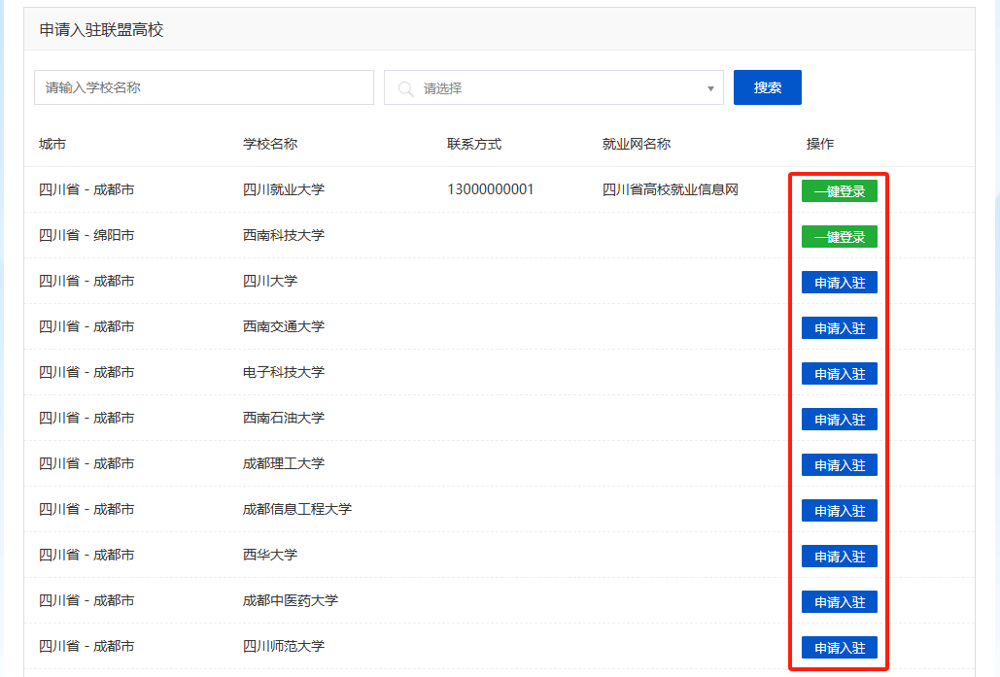 申请入驻联盟高校
请输入学校名称 请选择 搜索
城市 学校名称 联系方式 就业网名称 操作
四川省 - 成都市 四川就业大学 13000000001 四川省高校就业信息网 一键登录
四川省 - 绵阳市 西南科技大学 一键登录
四川省 - 成都市 四川大学 申请入驻
四川省 - 成都市 西南交通大学 申请入驻
四川省 - 成都市 电子科技大学 申请入驻
四川省 - 成都市 西南石油大学 申请入驻
四川省 - 成都市 成都理工大学 申请入驻
四川省 - 成都市 成都信息工程大学 申请入驻
四川省 - 成都市 西华大学 申请入驻
四川省 - 成都市 成都中医药大学 申请入驻
四川省 - 成都市 四川师范大学 申请入驻